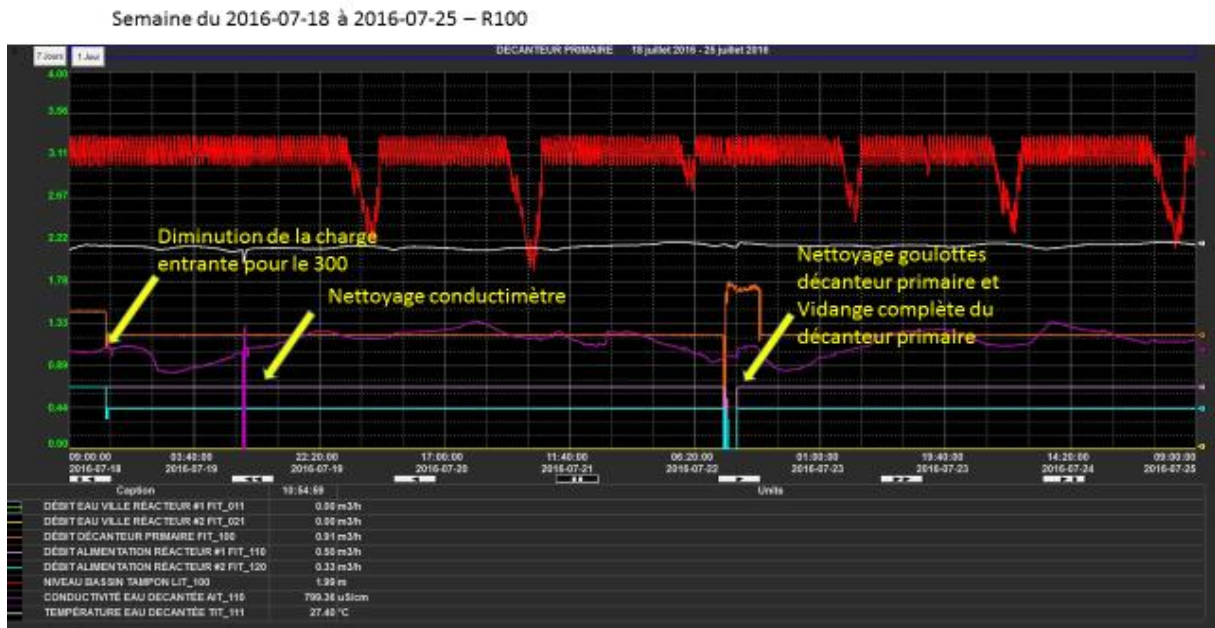 Semaine du 2016-07-18 à 2016-07-25 – R100
7 Jours 1 Jour DECANTEUR PRIMAIRE 18 juillet 2016 - 25 juillet 2016
4.00
3.56
3.11
2.67
2.22
1.78
1.33
0.89
0.44
0.00
Diminution de la charge
entrante pour le 300
Nettoyage conductimètre
Nettoyage goulottes
décanteur primaire et
Vidange complète du
décanteur primaire
09:00:00 03:40:00 22:20:00 17:00:00 11:40:00 06:20:00 01:00:00 19:40:00 14:20:00 09:00:00
2016-07-18 2016-07-19 2016-07-19 2016-07-20 2016-07-21 2016-07-22 2016-07-23 2016-07-23 2016-07-24 2016-07-25
Caption 10:54:59 Units
DÉBIT EAU VILLE RÉACTEUR #1 FIT_011 0.00 m3/h
DÉBIT EAU VILLE RÉACTEUR #2 FIT_021 0.00 m3/h
DÉBIT DÉCANTEUR PRIMAIRE FIT_100 0.91 m3/h
DÉBIT ALIMENTATION RÉACTEUR #1 FIT_110 0.50 m3/h
DÉBIT ALIMENTATION RÉACTEUR #2 FIT_120 0.33 m3/h
NIVEAU BASSIN TAMPON LIT_100 1.99 m
CONDUCTIVITÉ EAU DECANTÉE AIT_110 799.36 uS/cm
TEMPÉRATURE EAU DECANTÉE TIT_111 27.40 °C